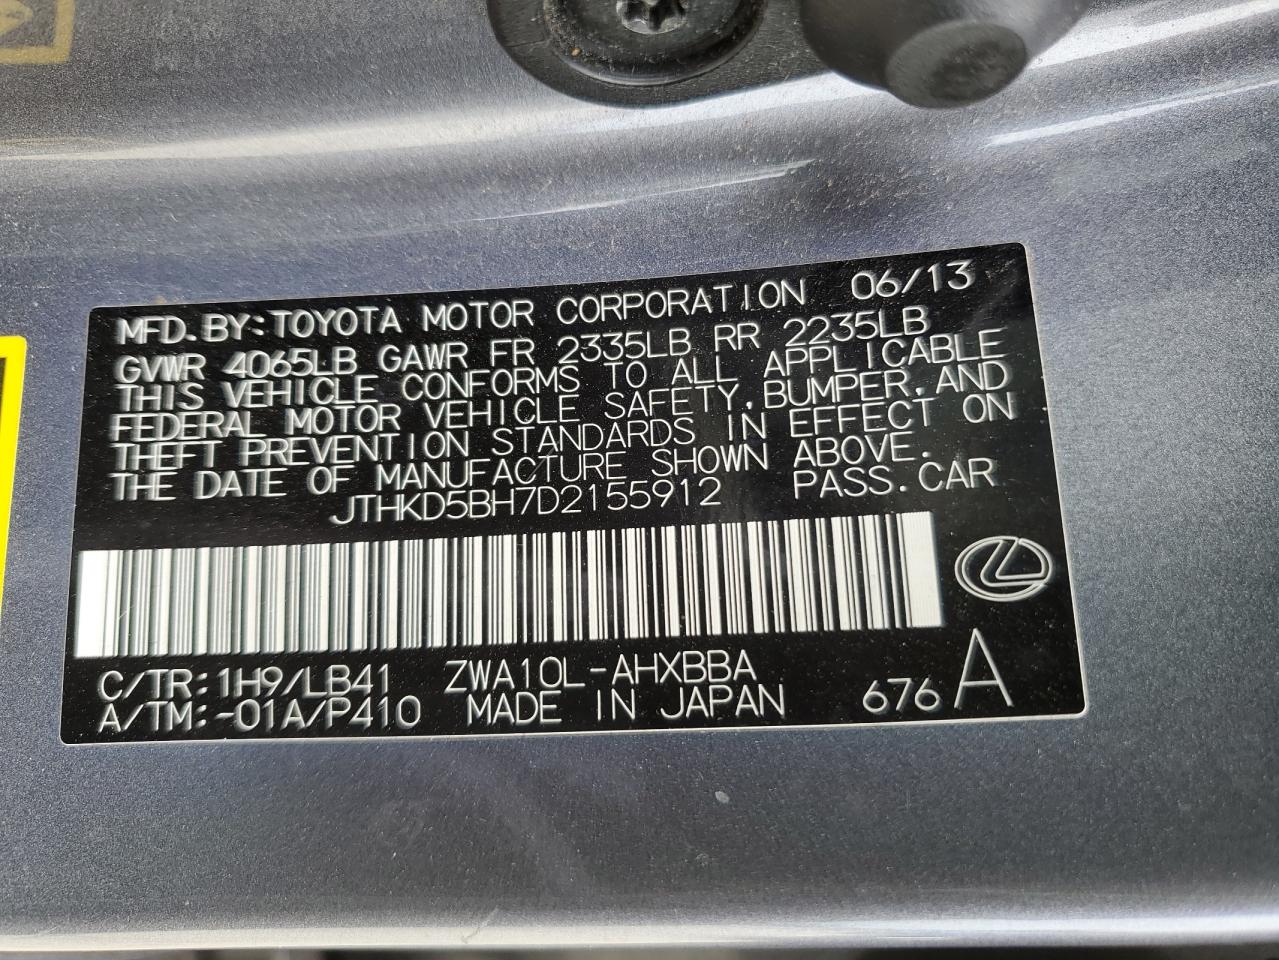 MFD.BY:TOYOTA MOTOR CORPORATION 06/13
GVWR 4065LB GAWR FR 2335LB RR 2235LB
THIS VEHICLE CONFORMS TO ALL APPLICABLE
FEDERAL MOTOR VEHICLE SAFETY,BUMPER,AND
THEFT PREVENTION STANDARDS IN EFFECT ON
THE DATE OF MANUFACTURE SHOWN ABOVE.
JTHKD5BH7D2155912 PASS.CAR
C/TR:1H9/LB41 ZWA10L-AHXBBA
A/TM:-01A/P410 MADE IN JAPAN 676 A